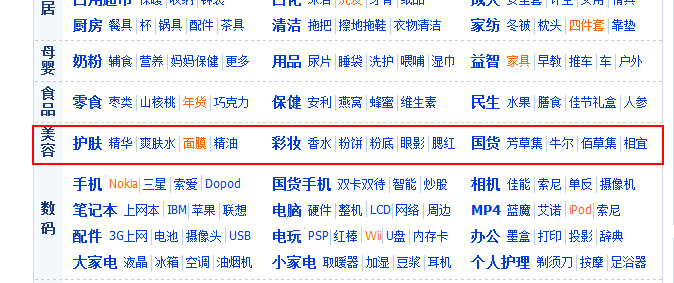 居
厨房 餐具 杯 锅具 配件 茶具 清洁 拖把 擦地拖鞋 衣物清洁 家纺 冬被 枕头 四件套 靠垫
母婴 奶粉 辅食 营养 妈妈保健 更多 用品 尿片 睡袋 洗护 喂哺 湿巾 益智 家具 早教 推车 车 户外
食品 零食 枣类 山核桃 年货 巧克力 保健 安利 燕窝 蜂蜜 维生素 民生 水果 膳食 佳节礼盒 人参
美容 护肤 精华 爽肤水 面膜 精油 彩妆 香水 粉饼 粉底 眼影 腮红 国货 芳草集 牛尔 佰草集 相宜
手机 Nokia 三星 索爱 Dopod 国货手机 双卡双待 智能 炒股 相机 佳能 索尼 单反 摄像机
数码 笔记本 上网本 IBM 苹果 联想 电脑 硬件 整机 LCD 网络 周边 MP4 蓝魔 艾诺 iPod 索尼
配件 3G上网 电池 摄像头 USB 电玩 PSP 红棒 Wii U盘 内存卡 办公 墨盒 打印 投影 辞典
大家电 液晶 冰箱 空调 油烟机 小家电 取暖器 加湿 豆浆 耳机 个人护理 剃须刀 按摩 足浴器